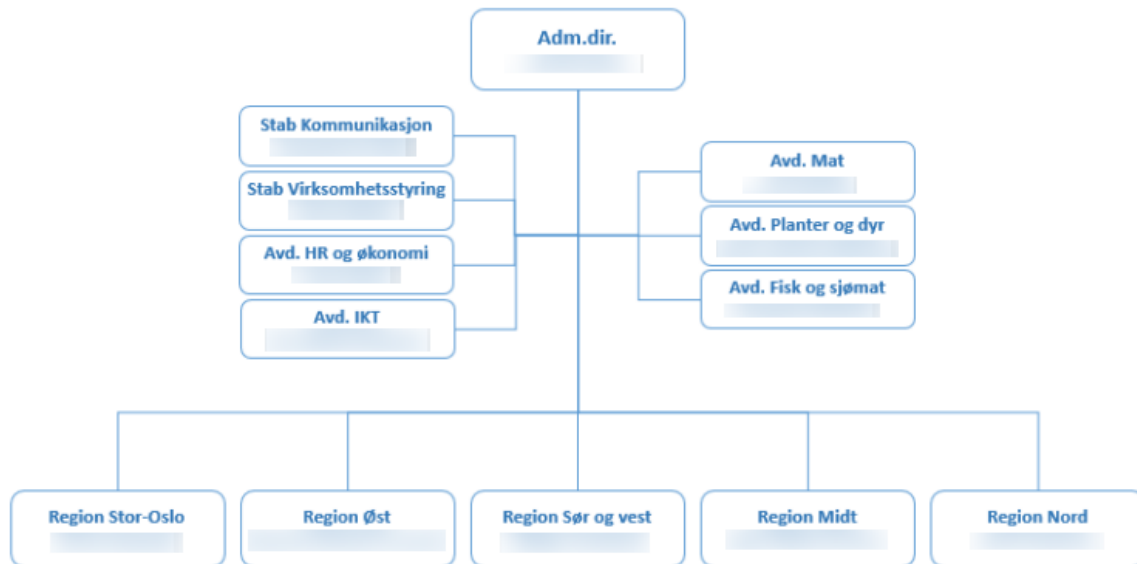 Adm.dir.
Stab Kommunikasjon
Stab Virksomhetsstyring
Avd. HR og økonomi
Avd. IKT
Avd. Mat
Avd. Planter og dyr
Avd. Fisk og sjømat
Region Stor-Oslo
Region Øst
Region Sør og vest
Region Midt
Region Nord